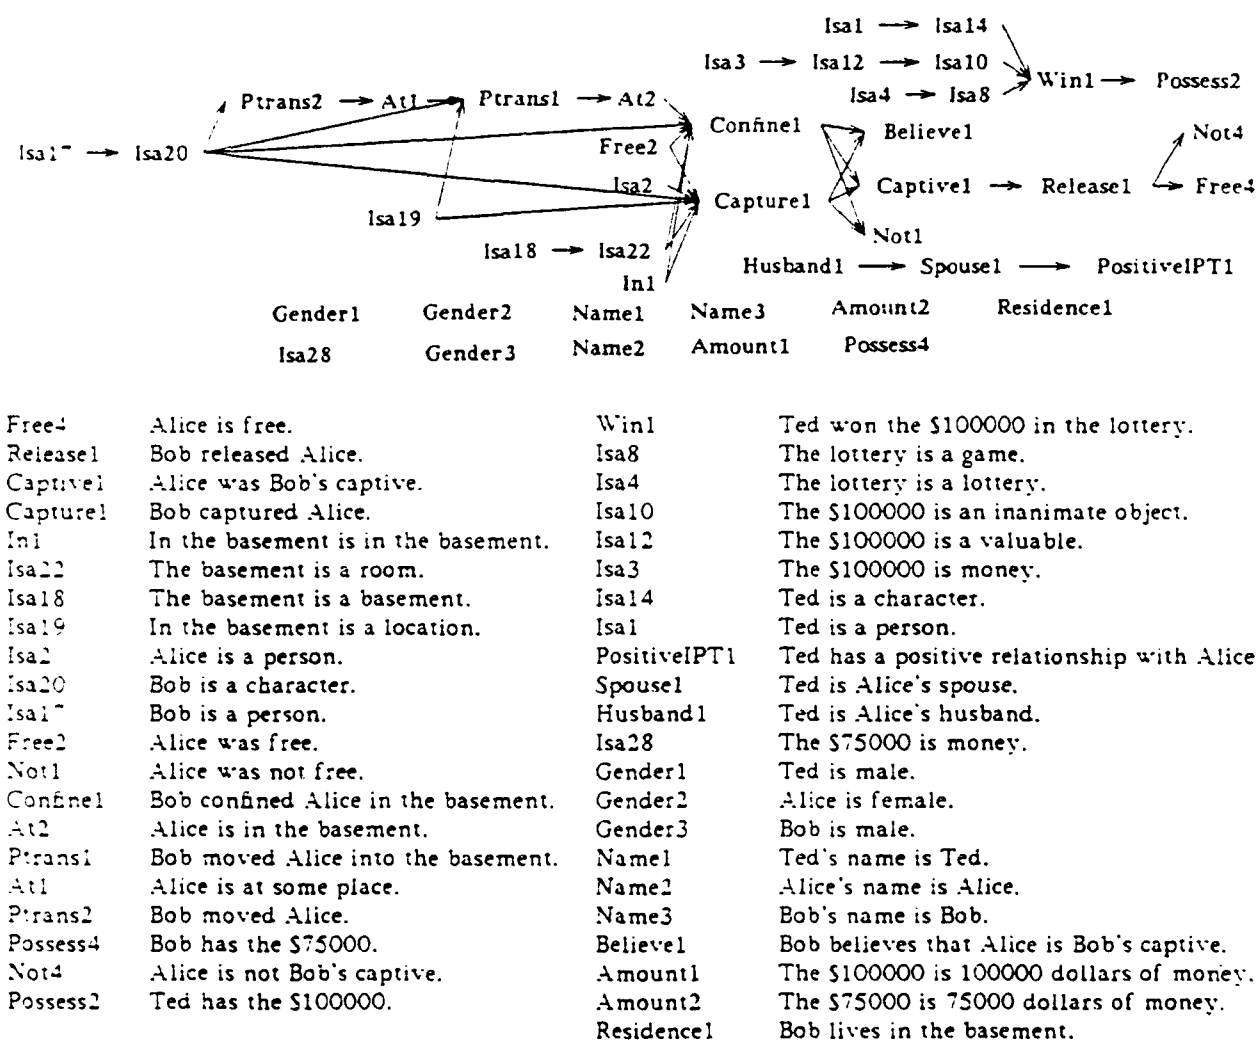 Isa1 → Isa14
Isa3 → Isa12 → Isa10 Win1 → Possess2
Ptrans2 → At1 → Ptrans1 → At2 Isa4 → Isa8
Confine1 Believe1 Not4
Isa17 → Isa20 Free2
Isa2 Capture1 Captive1 → Release1 → Free4
Isa19
Isa18 → Isa22 Not1
In1 Husband1 → Spouse1 → PositiveIPT1
Gender1 Gender2 Name1 Name3 Amount2 Residence1
Isa28 Gender3 Name2 Amount1 Possess4
Free4 Alice is free.
Release1 Bob released Alice.
Captive1 Alice was Bob's captive.
Capture1 Bob captured Alice.
In1 In the basement is in the basement.
Isa22 The basement is a room.
Isa18 The basement is a basement.
Isa19 In the basement is a location.
Isa2 Alice is a person.
Isa20 Bob is a character.
Isa17 Bob is a person.
Free2 Alice was free.
Not1 Alice was not free.
Confine1 Bob confined Alice in the basement.
At2 Alice is in the basement.
Ptrans1 Bob moved Alice into the basement.
At1 Alice is at some place.
Ptrans2 Bob moved Alice.
Possess4 Bob has the $75000.
Not4 Alice is not Bob's captive.
Possess2 Ted has the $100000.
Win1 Ted won the $100000 in the lottery.
Isa8 The lottery is a game.
Isa4 The lottery is a lottery.
Isa10 The $100000 is an inanimate object.
Isa12 The $100000 is a valuable.
Isa3 The $100000 is money.
Isa14 Ted is a character.
Isa1 Ted is a person.
PositiveIPT1 Ted has a positive relationship with Alice
Spouse1 Ted is Alice's spouse.
Husband1 Ted is Alice's husband.
Isa28 The $75000 is money.
Gender1 Ted is male.
Gender2 Alice is female.
Gender3 Bob is male.
Name1 Ted's name is Ted.
Name2 Alice's name is Alice.
Name3 Bob's name is Bob.
Believe1 Bob believes that Alice is Bob's captive.
Amount1 The $100000 is 100000 dollars of money.
Amount2 The $75000 is 75000 dollars of money.
Residence1 Bob lives in the basement.